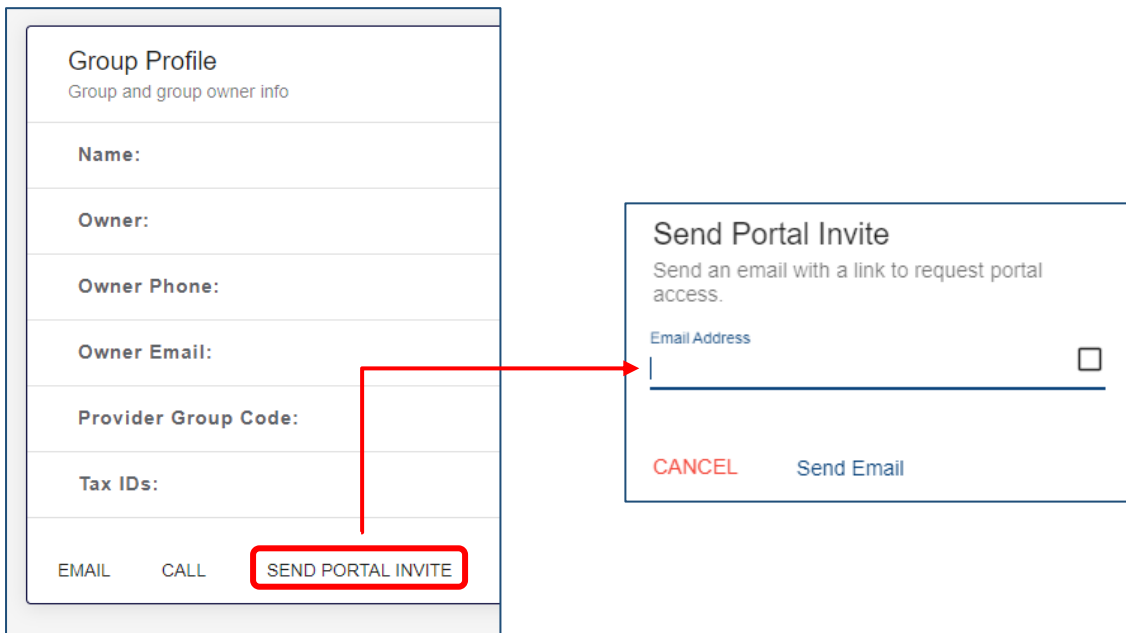 Group Profile
Group and group owner info
Name:
Owner:
Owner Phone:
Owner Email:
Provider Group Code:
Tax IDs:
EMAIL CALL SEND PORTAL INVITE
Send Portal Invite
Send an email with a link to request portal
access.
Email Address
CANCEL Send Email